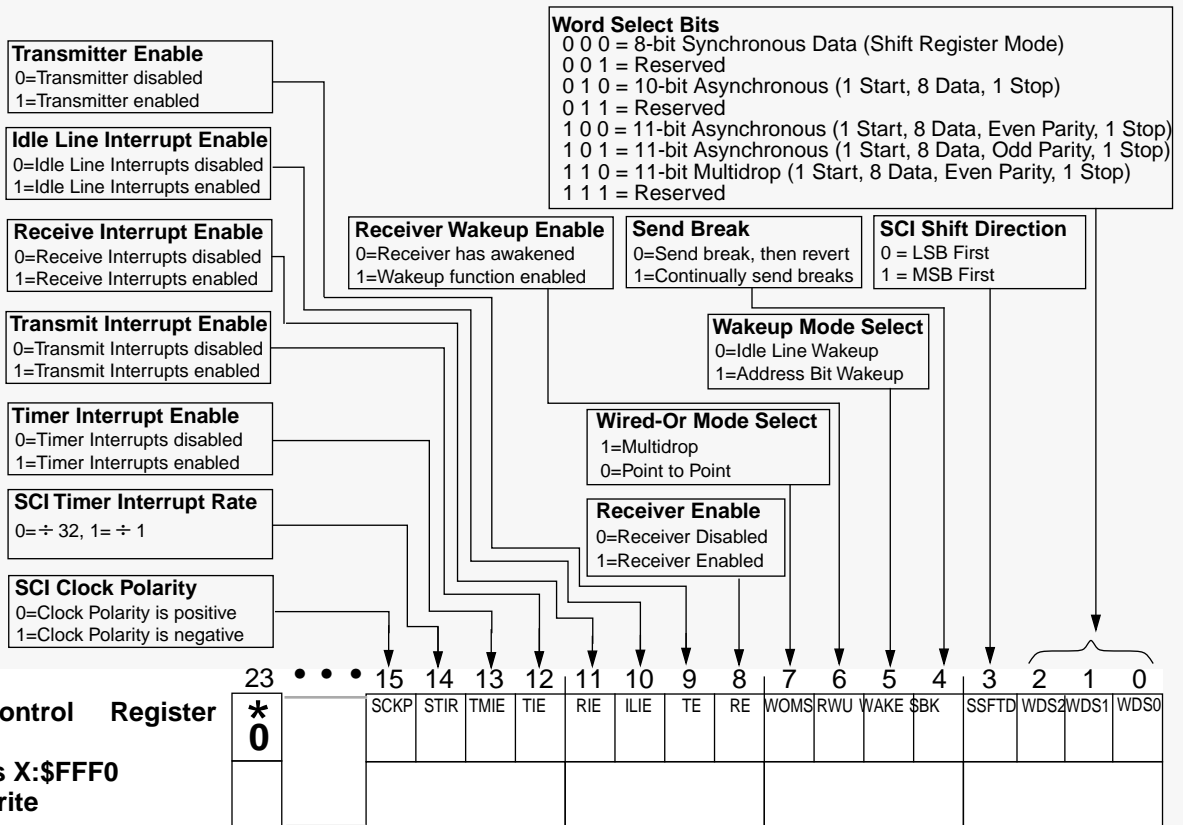 Word Select Bits
0 0 0 = 8-bit Synchronous Data (Shift Register Mode)
0 0 1 = Reserved
0 1 0 = 10-bit Asynchronous (1 Start, 8 Data, 1 Stop)
0 1 1 = Reserved
1 0 0 = 11-bit Asynchronous (1 Start, 8 Data, Even Parity, 1 Stop)
1 0 1 = 11-bit Asynchronous (1 Start, 8 Data, Odd Parity, 1 Stop)
1 1 0 = 11-bit Multidrop (1 Start, 8 Data, Even Parity, 1 Stop)
1 1 1 = Reserved
Transmitter Enable
0=Transmitter disabled
1=Transmitter enabled
Idle Line Interrupt Enable
0=Idle Line Interrupts disabled
1=Idle Line Interrupts enabled
Receive Interrupt Enable
0=Receive Interrupts disabled
1=Receive Interrupts enabled
Receiver Wakeup Enable
0=Receiver has awakened
1=Wakeup function enabled
Send Break
0=Send break, then revert
1=Continually send breaks
SCI Shift Direction
0 = LSB First
1 = MSB First
Transmit Interrupt Enable
0=Transmit Interrupts disabled
1=Transmit Interrupts enabled
Wakeup Mode Select
0=Idle Line Wakeup
1=Address Bit Wakeup
Timer Interrupt Enable
0=Timer Interrupts disabled
1=Timer Interrupts enabled
Wired-Or Mode Select
1=Multidrop
0=Point to Point
SCI Timer Interrupt Rate
0=÷ 32, 1= ÷ 1
Receiver Enable
0=Receiver Disabled
1=Receiver Enabled
SCI Clock Polarity
0=Clock Polarity is positive
1=Clock Polarity is negative
23 • • • 15 14 13 12 11 10 9 8 7 6 5 4 3 2 1 0
ontrol Register * SCKP STIR TMIE TIE RIE ILIE TE RE WOMS RWU WAKE SBK SSFTD WDS2 WDS1 WDS0
0
s X:$FFF0
rite